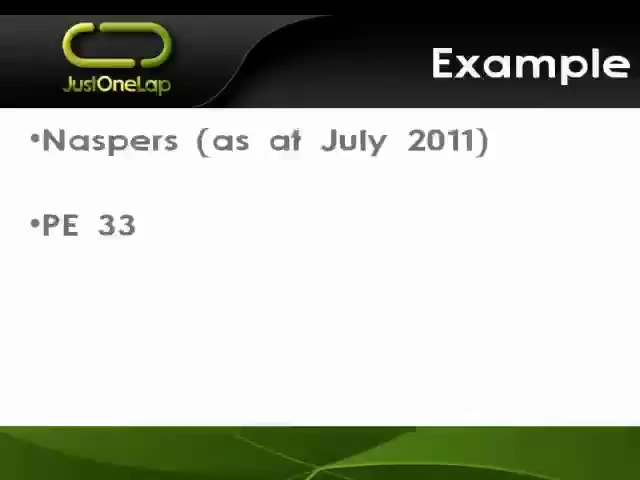 JustOneLap
Example
•Naspers (as at July 2011)
•PE 33